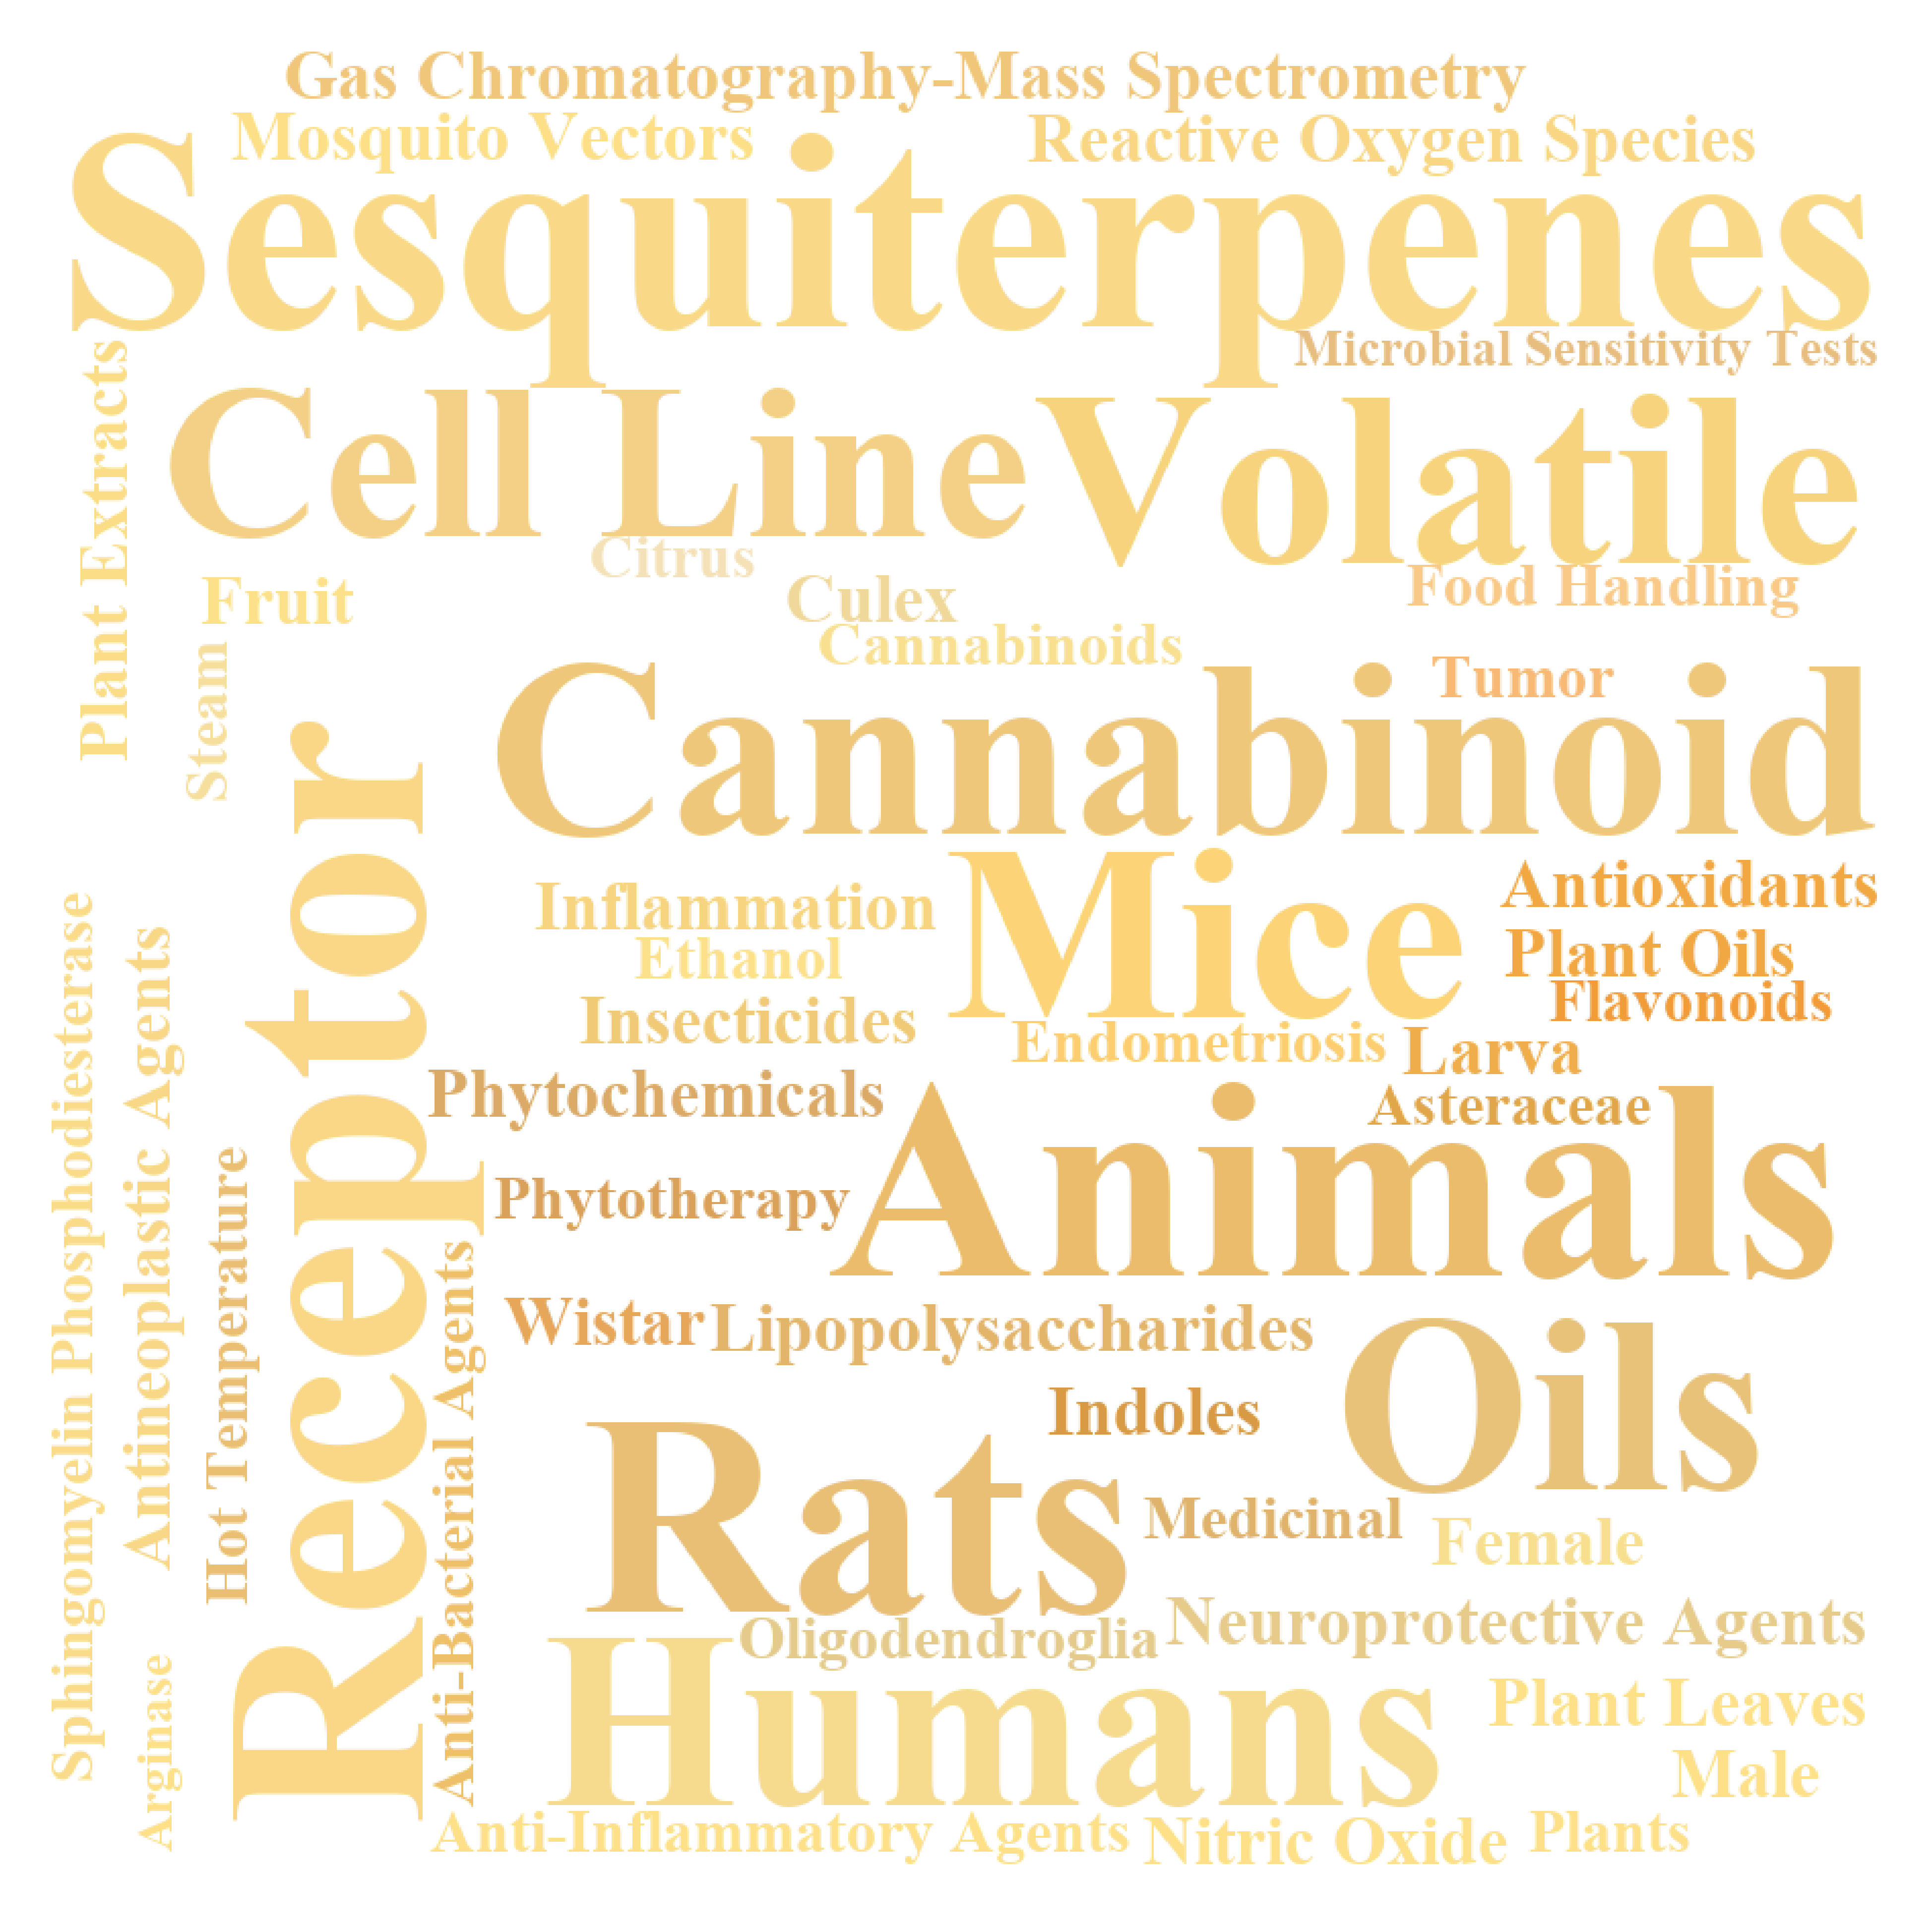 Gas Chromatography-Mass Spectrometry
Mosquito Vectors
Reactive Oxygen Species
Sesquiterpenes
Microbial Sensitivity Tests
Plant Extracts
Cell Line
Volatile
Citrus
Fruit
Culex
Food Handling
Cannabinoids
Steam
Tumor
Cannabinoid
Receptor
Mice
Antioxidants
Inflammation
Plant Oils
Ethanol
Flavonoids
Insecticides
Endometriosis
Larva
Phytochemicals
Asteraceae
Animals
Phytotherapy
Sphingomyelin Phosphodiesterase
Antineoplastic Agents
Hot Temperature
Anti-Bacterial Agents
Wistar
Lipopolysaccharides
Oils
Indoles
Rats
Medicinal
Female
Oligodendroglia
Neuroprotective Agents
Humans
Plant Leaves
Arginase
Male
Anti-Inflammatory Agents
Nitric Oxide
Plants